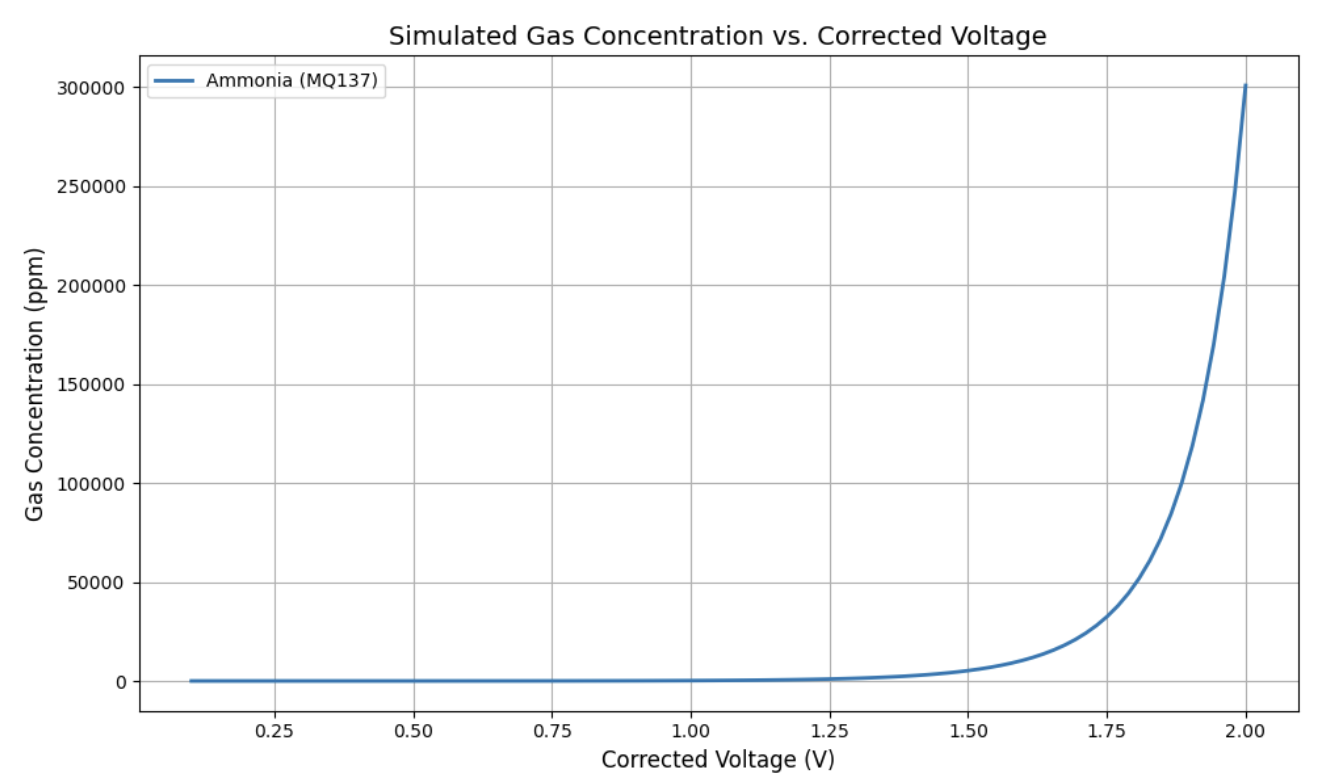 Simulated Gas Concentration vs. Corrected Voltage
Ammonia (MQ137)
Gas Concentration (ppm)
300000
250000
200000
150000
100000
50000
0
0.25 0.50 0.75 1.00 1.25 1.50 1.75 2.00
Corrected Voltage (V)